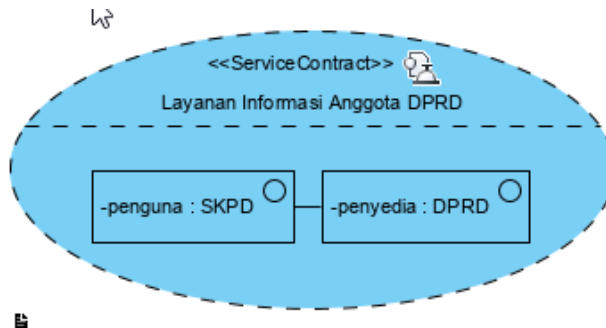 <<ServiceContract>>
Layanan Informasi Anggota DPRD
-penguna : SKPD
-penyedia : DPRD